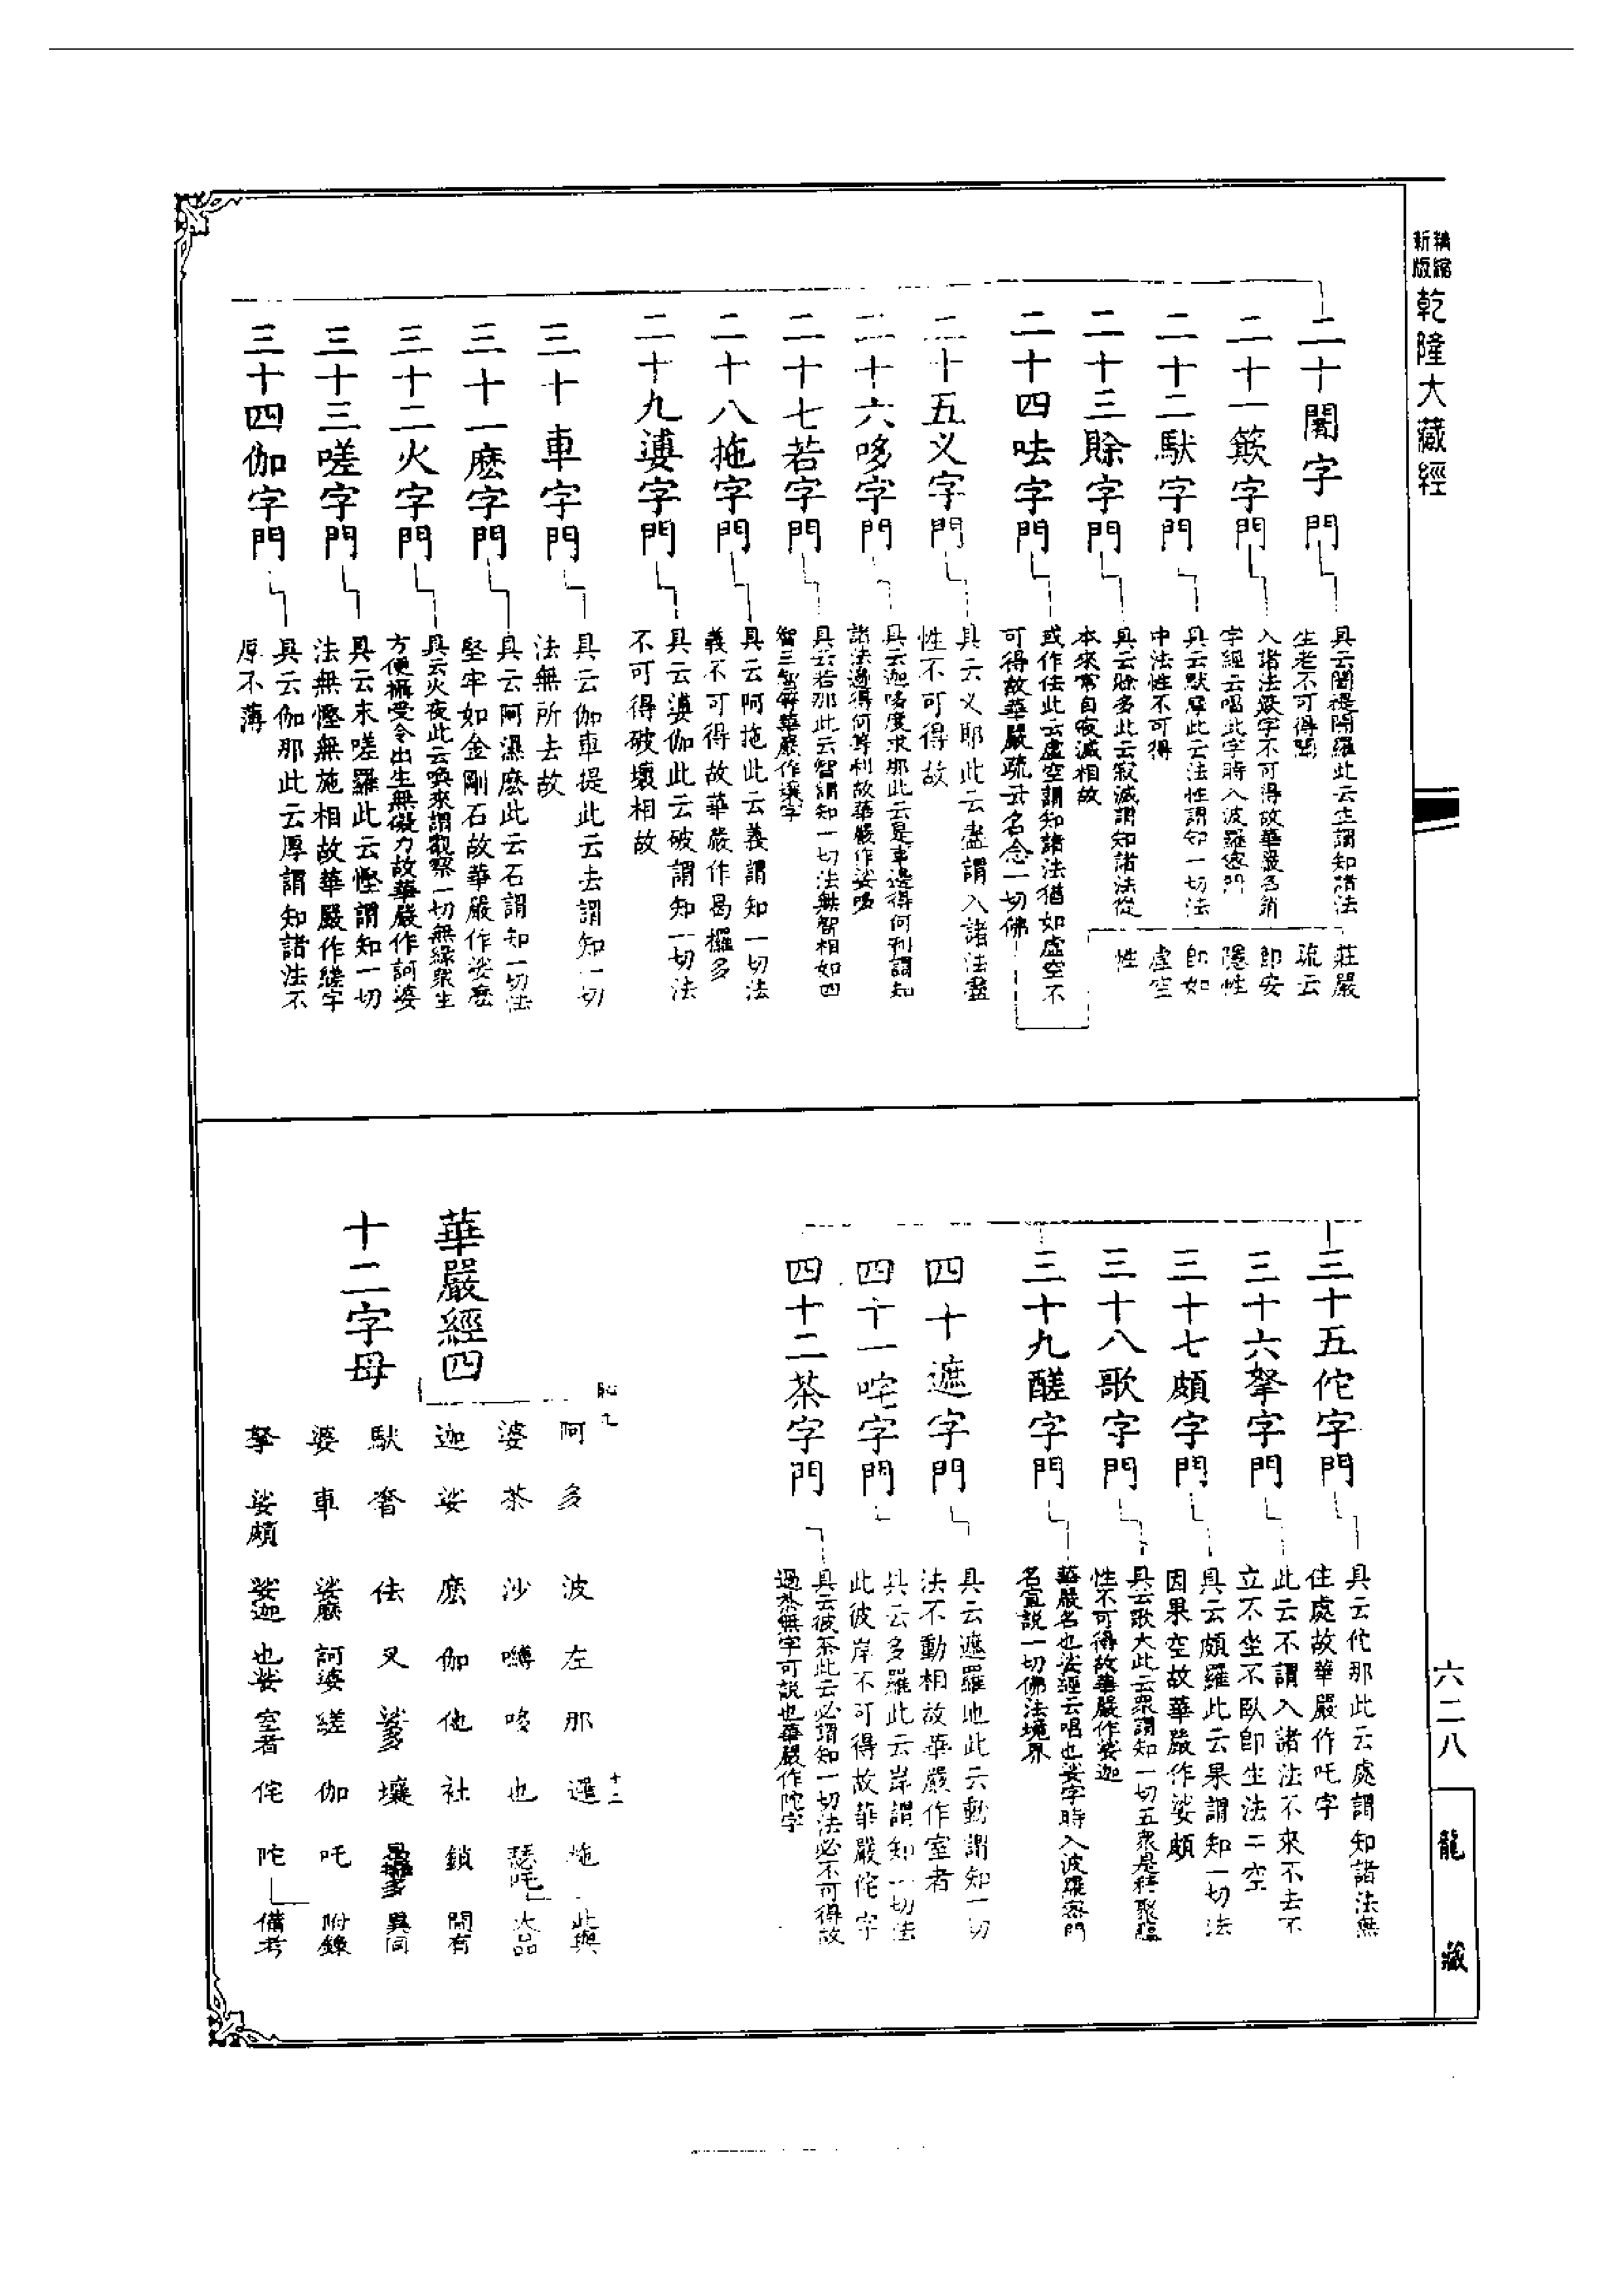 新版
精縮
乾隆大藏經
二十闍字門
具云闍提闍羅此云生謂知諸法
生老不可得故
二十一簸字門
入諸法簸字不可得故華嚴名鎖
字經云唱此字時入波羅蜜門
二十二馱字門
具云馱摩此云法性謂知一切法
中法性不可得
二十三賒字門
具云賒多此云寂滅謂知諸法從
本來常自寂滅相故
二十四呿字門
或作佉此云虛空謂知諸法猶如虛空不
可得故華嚴疏云名念一切佛
莊嚴
疏云
即安
隱性
即如
虛空
性
二十五叉字門
具云叉耶此云盡謂入諸法盡
性不可得故
二十六哆字門
具云迦哆度求那此云是事邊得何利謂知
諸法邊得何等利故華嚴作娑哆
二十七若字門
具云若那此云智謂知一切法無智相如四
智三智等華嚴作壤字
二十八拖字門
具云阿拖此云義謂知一切法
義不可得故華嚴作曷攞多
二十九婆字門
具云婆伽此云破謂知一切法
不可得破壞相故
三十車字門
具云伽車提此云去謂知一切
法無所去故
三十一麽字門
具云阿濕麽此云石謂知一切法
堅牢如金剛石故華嚴作娑麽
三十二火字門
具云火夜此云喚來謂觀察一切無緣衆生
方便攝受令出生無礙力故華嚴作訶婆
三十三嗟字門
具云末嗟羅此云慳謂知一切
法無慳無施相故華嚴作縒字
三十四伽字門
具云伽那此云厚謂知諸法不
厚不薄
三十五佗字門
具云佗那此云處謂知諸法無
住處故華嚴作吒字
三十六拏字門
此云不謂入諸法不來不去不
立不坐不臥即生法二空
三十七頗字門
具云頗羅此云果謂知一切法
因果空故華嚴作娑頗
三十八歌字門
具云歌大此云衆謂知一切五衆是積聚蘊
性不可得故華嚴作娑迦
三十九醝字門
華嚴名也娑經云唱也娑字時入波羅蜜門
名宣説一切佛法境界
四十遮字門
具云遮羅地此云動謂知一切
法不動相故華嚴作室者
四十一咤字門
具云多羅此云岸謂知一切法
此彼岸不可得故華嚴侘字
四十二茶字門
具云彼茶此云必謂知一切法必不可得故
過茶無字可説也華嚴作陀字
華嚴經四
十二字母
阿 多 波 左 那 邏 拖 此與
婆 茶 沙 嚩 哆 也 瑟吒 大品
迦 娑 麽 伽 他 社 鎖 間有
馱 奢 佉 叉 娑多 壤 曷攞多 異同
婆 車 娑麽 訶婆 縒 伽 吒 附錄
拏 娑頗 娑迦 也娑 室者 侘 陀 備考
十二
六二八
龍藏